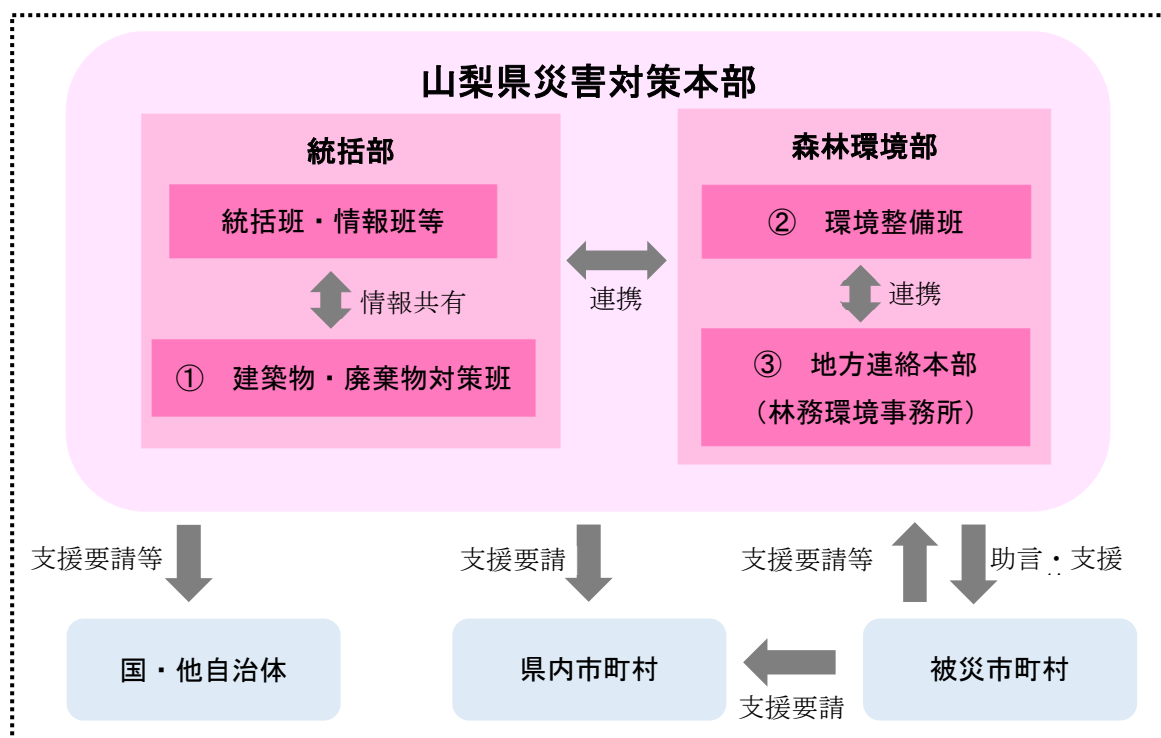 山梨県災害対策本部
統括部
統括班・情報班等
情報共有
① 建築物・廃棄物対策班
連携
森林環境部
② 環境整備班
連携
③ 地方連絡本部
（林務環境事務所）
支援要請等
支援要請
支援要請等
助言・支援
国・他自治体
県内市町村
支援要請
被災市町村